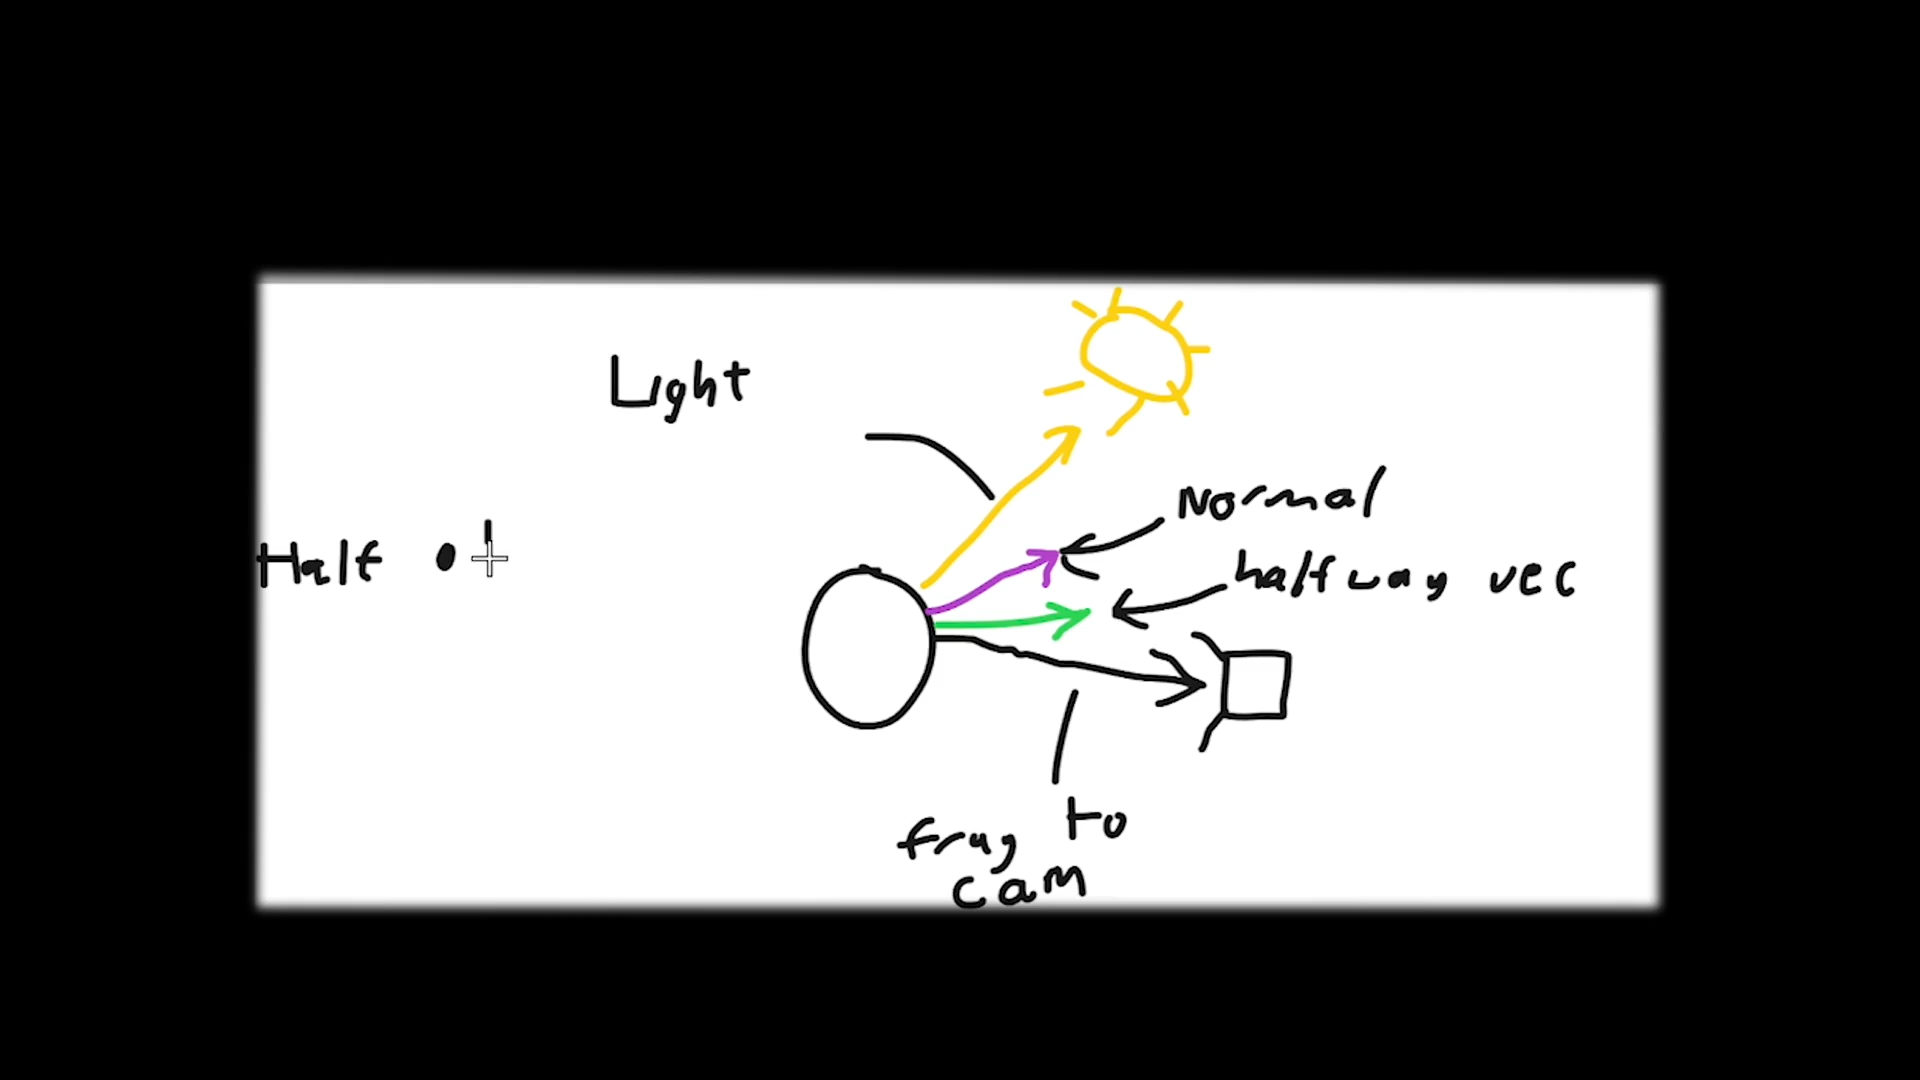 Light
Normal
halfway vec
Half •
frag to
cam